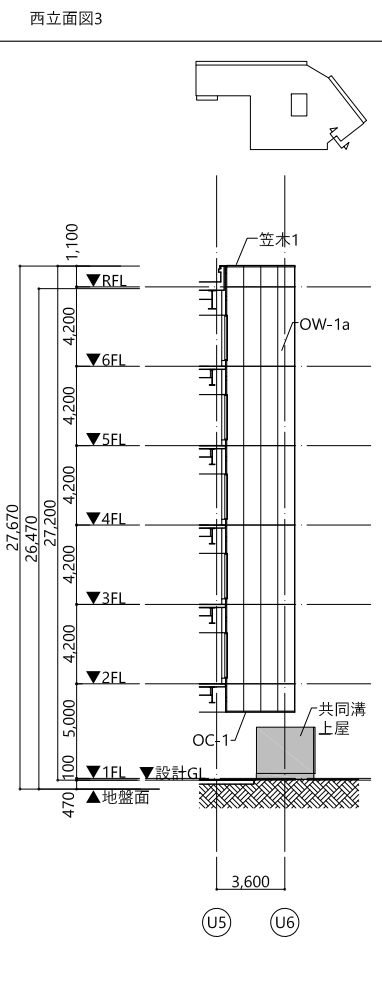 西立面図3
笠木1
1,100
RFL
OW-1a
4,200
6FL
4,200
5FL
4,200
4FL
27,670
26,470
27,200
4,200
3FL
4,200
2FL
共同溝
上屋
5,000
OC-1
100
1FL
設計GL
470
地盤面
3,600
U5
U6